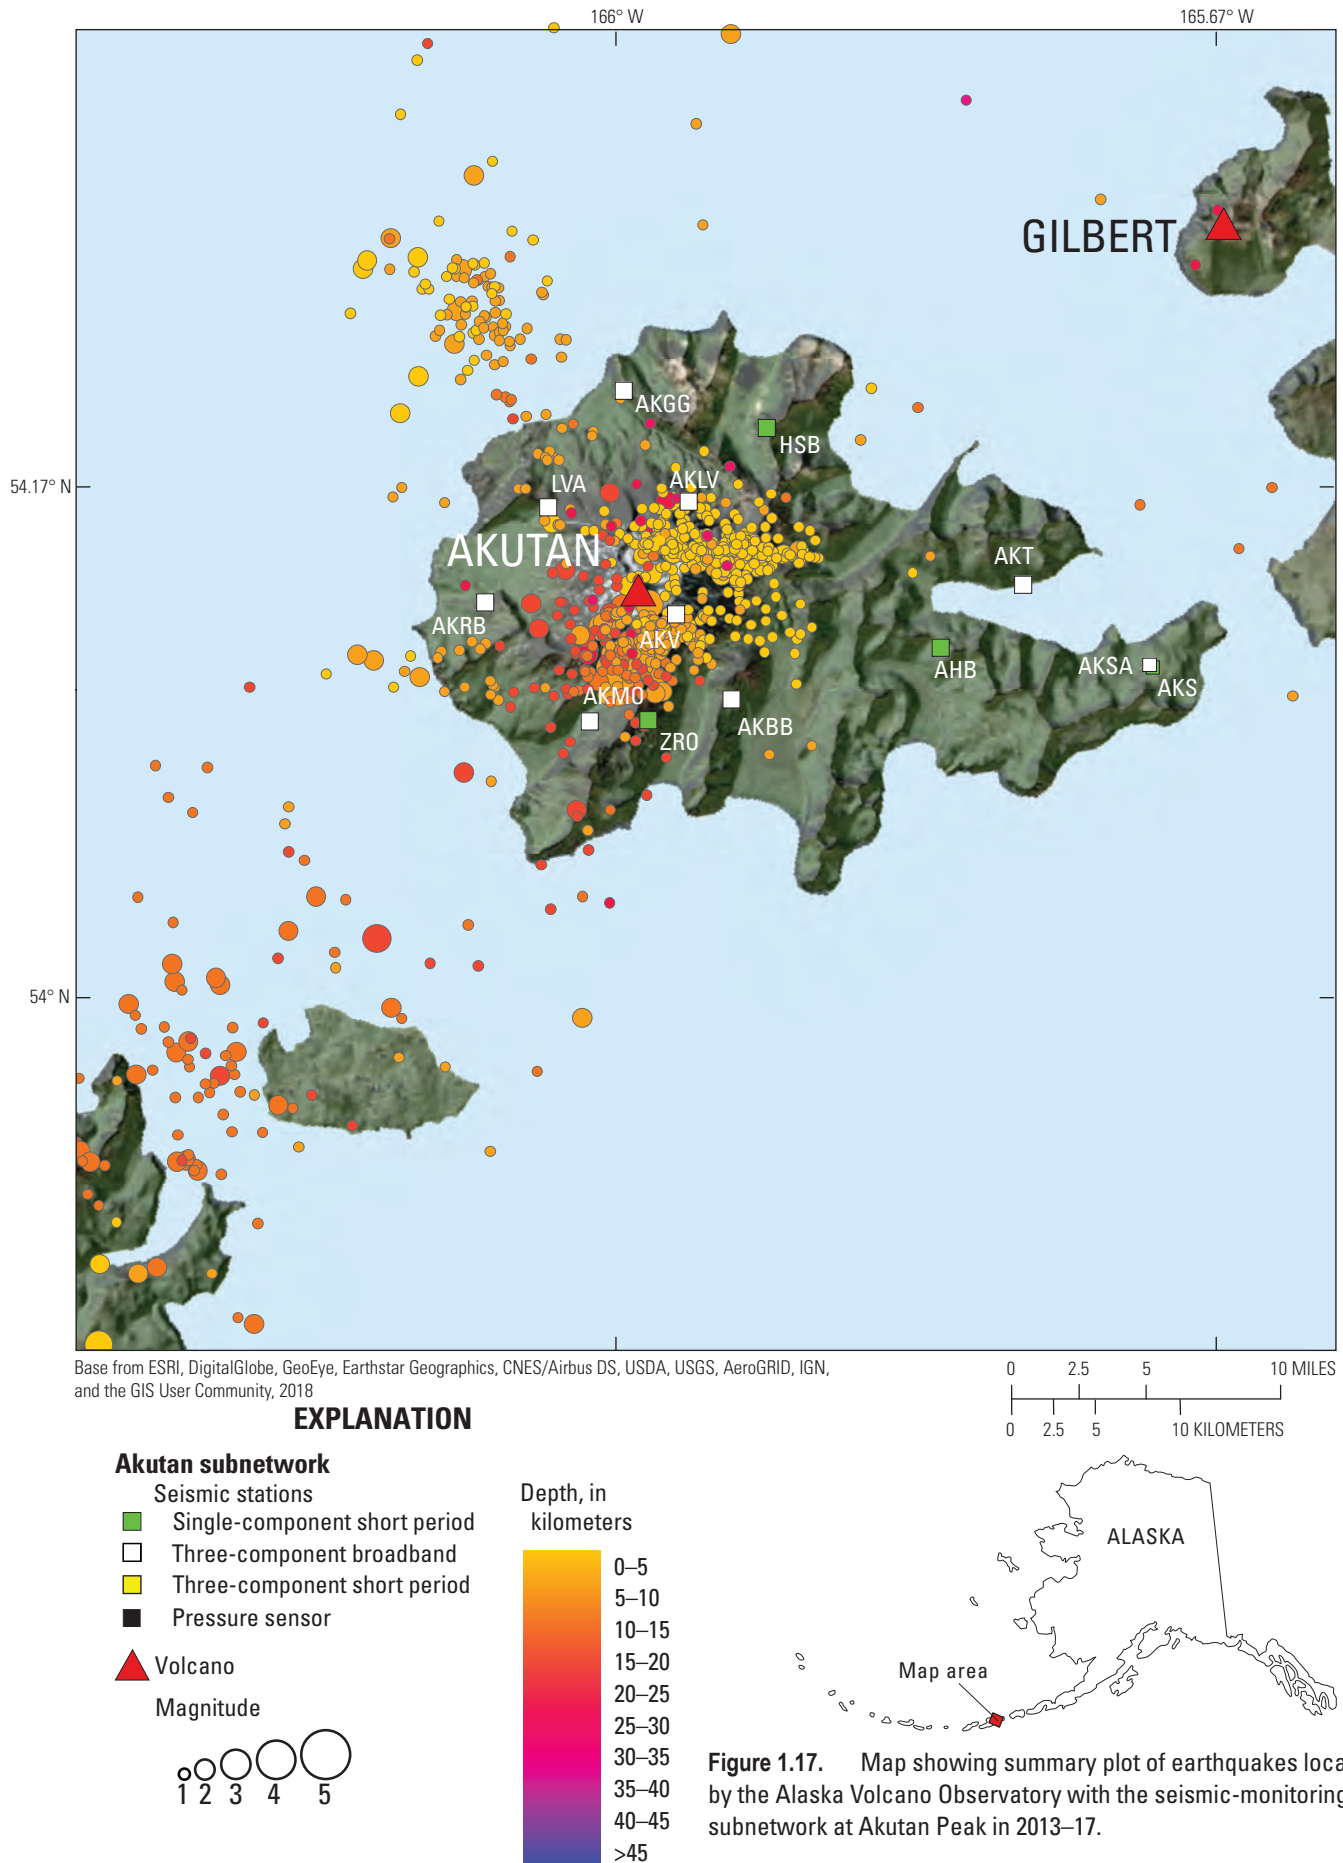 166° W
165.67° W
GILBERT
AKGG
HSB
54.17° N
LVA
AKLV
AKUTAN
AKT
AKRB
AKV
AHB
AKSA
AKS
AKMO
AKBB
ZRO
54° N
Base from ESRI, DigitalGlobe, GeoEye, Earthstar Geographics, CNES/Airbus DS, USDA, USGS, AeroGRID, IGN,
and the GIS User Community, 2018
0 2.5 5 10 MILES
0 2.5 5 10 KILOMETERS
EXPLANATION
Akutan subnetwork
Seismic stations
Single-component short period
Three-component broadband
Three-component short period
Pressure sensor
Volcano
Magnitude
1 2 3 4 5
Depth, in
kilometers
0–5
5–10
10–15
15–20
20–25
25–30
30–35
35–40
40–45
>45
ALASKA
Map area
Figure 1.17. Map showing summary plot of earthquakes loca
by the Alaska Volcano Observatory with the seismic-monitoring
subnetwork at Akutan Peak in 2013–17.